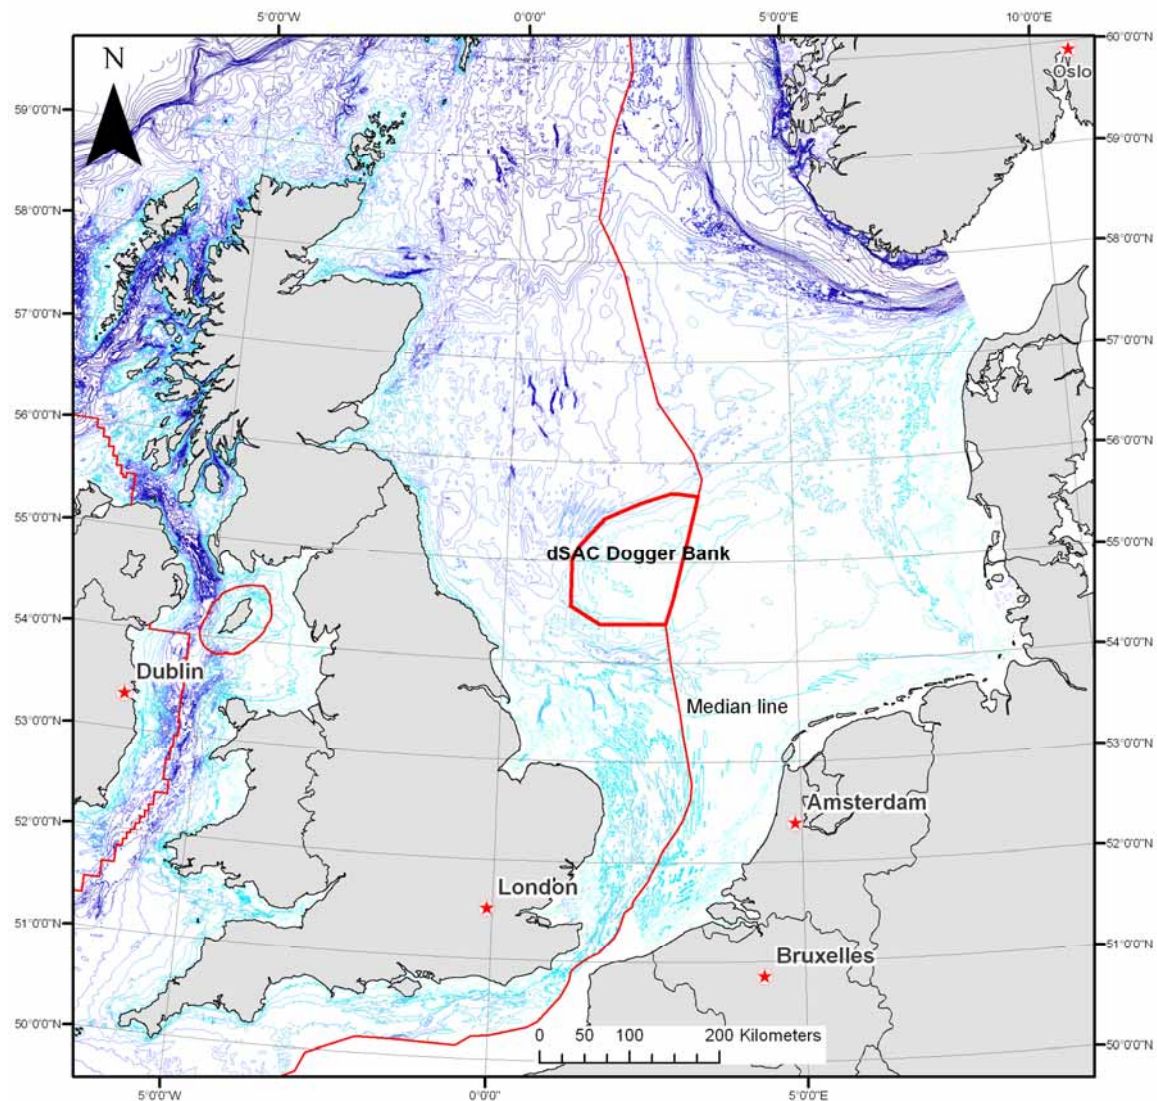 5°0'0"W 0°0'0" 5°0'0"E 10°0'0"E
60°0'0"N
N
Oslo
59°0'0"N
59°0'0"N
58°0'0"N
58°0'0"N
57°0'0"N
57°0'0"N
56°0'0"N
56°0'0"N
55°0'0"N
55°0'0"N
dSAC Dogger Bank
54°0'0"N
54°0'0"N
Dublin
Median line
53°0'0"N
53°0'0"N
Amsterdam
52°0'0"N
52°0'0"N
London
51°0'0"N
51°0'0"N
Bruxelles
50°0'0"N
0 50 100 200 Kilometers
50°0'0"N
5°0'0"W 0°0'0" 5°0'0"E